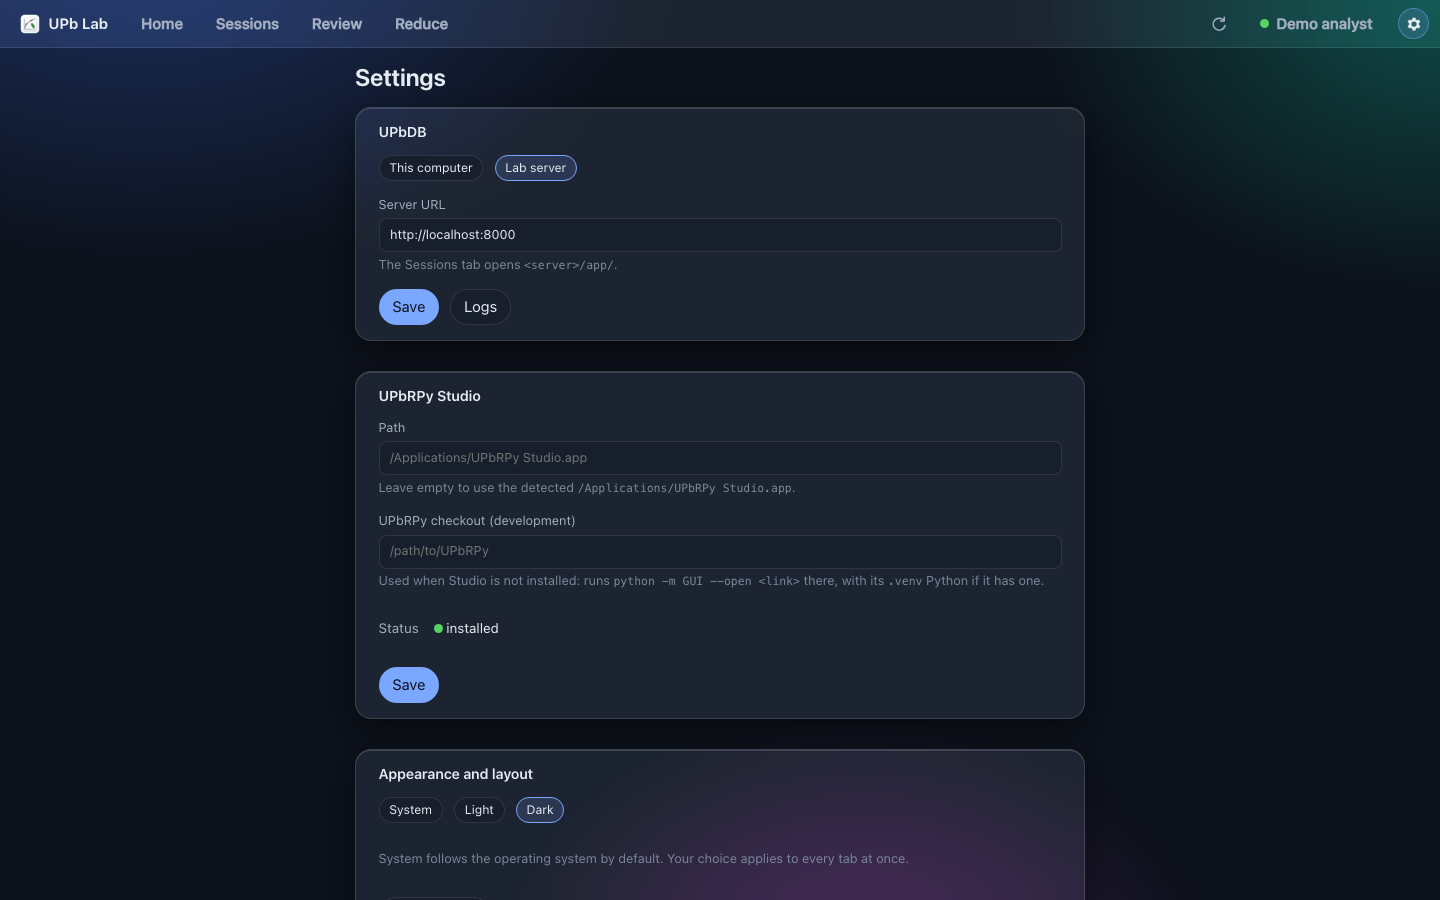 UPb Lab
Home
Sessions
Review
Reduce
Demo analyst
Settings
UPbDB
This computer
Lab server
Server URL
http://localhost:8000
The Sessions tab opens <server>/app/.
Save
Logs
UPbRPy Studio
Path
/Applications/UPbRPy Studio.app
Leave empty to use the detected /Applications/UPbRPy Studio.app.
UPbRPy checkout (development)
/path/to/UPbRPy
Used when Studio is not installed: runs python -m GUI --open <link> there, with its .venv Python if it has one.
Status
installed
Save
Appearance and layout
System
Light
Dark
System follows the operating system by default. Your choice applies to every tab at once.